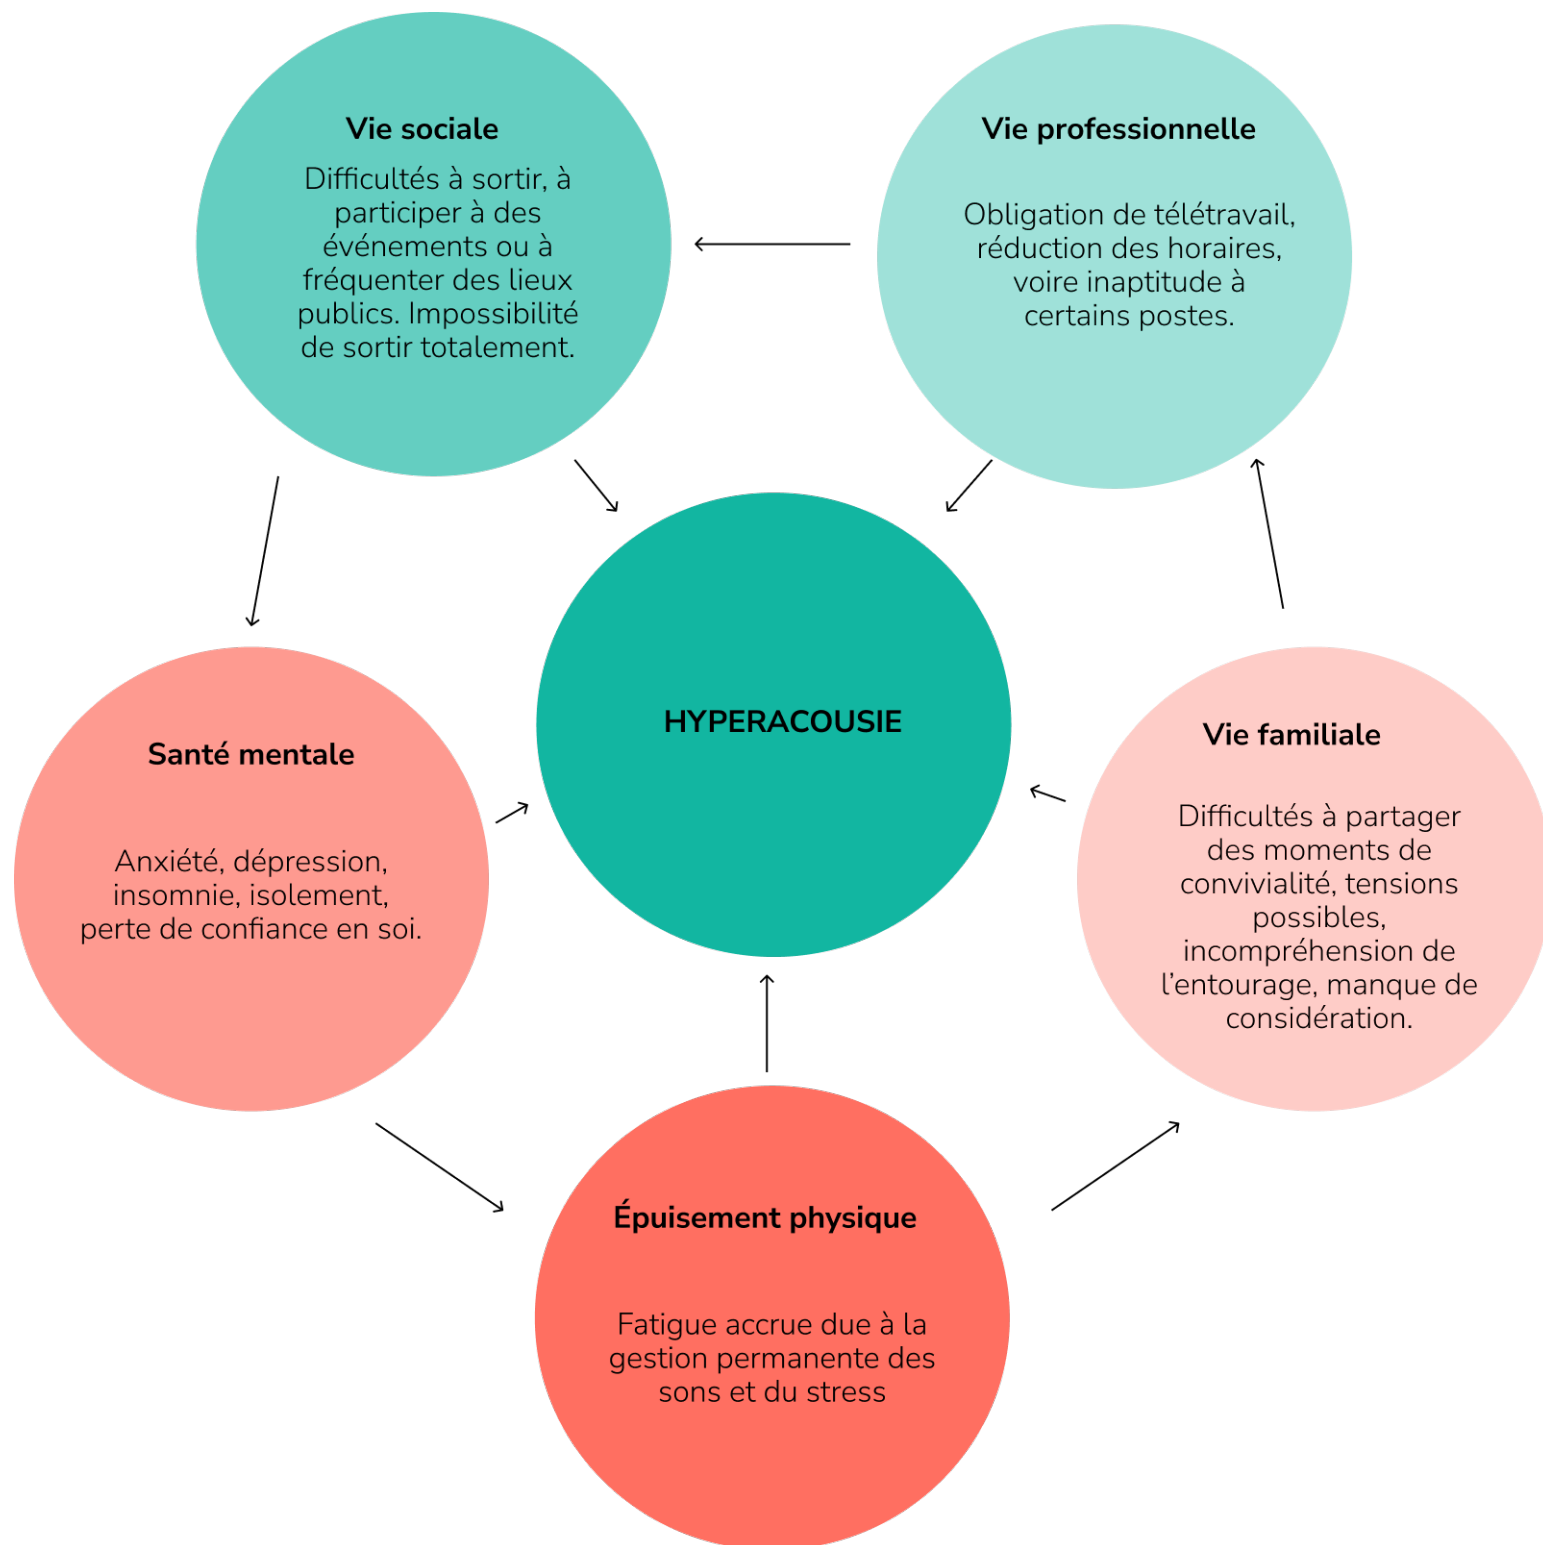 Vie sociale
Difficultés à sortir, à
participer à des
événements ou à
fréquenter des lieux
publics. Impossibilité
de sortir totalement.
Vie professionnelle
Obligation de télétravail,
réduction des horaires,
voire inaptitude à
certains postes.
HYPERACOUSIE
Santé mentale
Anxiété, dépression,
insomnie, isolement,
perte de confiance en soi.
Vie familiale
Difficultés à partager
des moments de
convivialité, tensions
possibles,
incompréhension de
l’entourage, manque de
considération.
Épuisement physique
Fatigue accrue due à la
gestion permanente des
sons et du stress